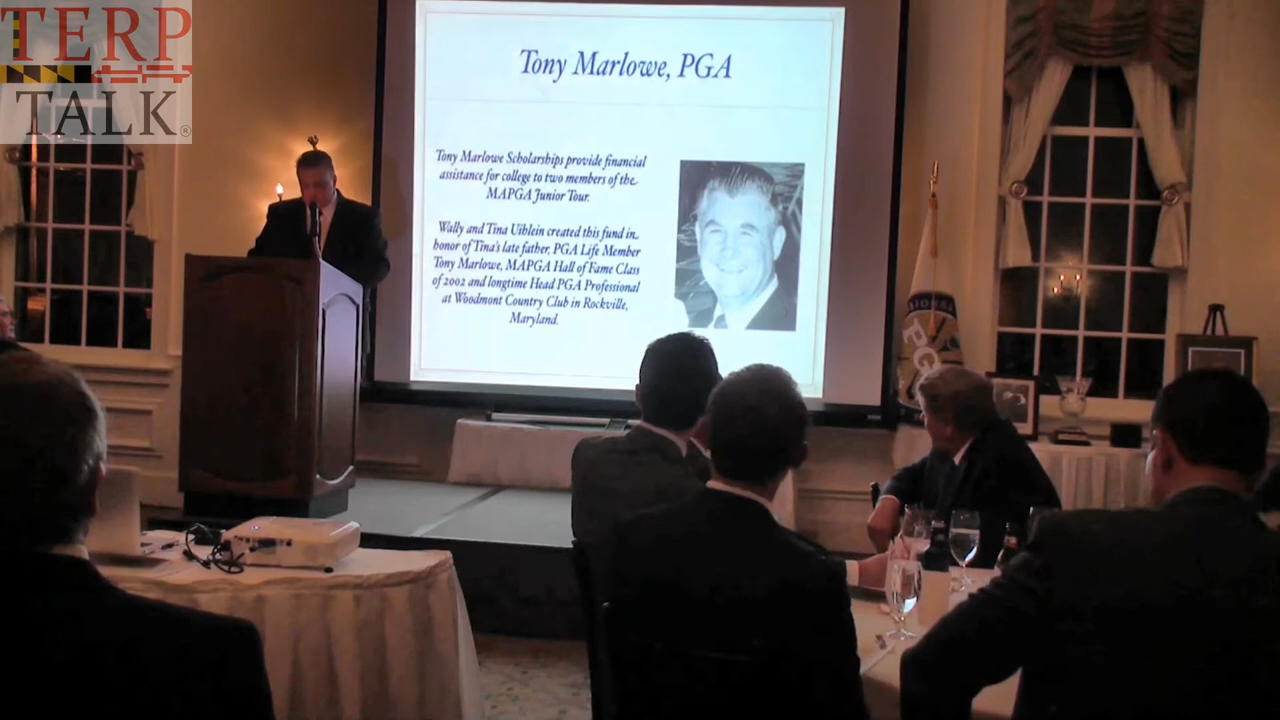 TERP
TALK®
Tony Marlowe, PGA
Tony Marlowe Scholarships provide financial
assistance for college to two members of the
MAPGA Junior Tour.
Wally and Tina Uihlein created this fund in
honor of Tina's late father, PGA Life Member
Tony Marlowe, MAPGA Hall of Fame Class
of 2002 and longtime Head PGA Professional
at Woodmont Country Club in Rockville,
Maryland.
PGA